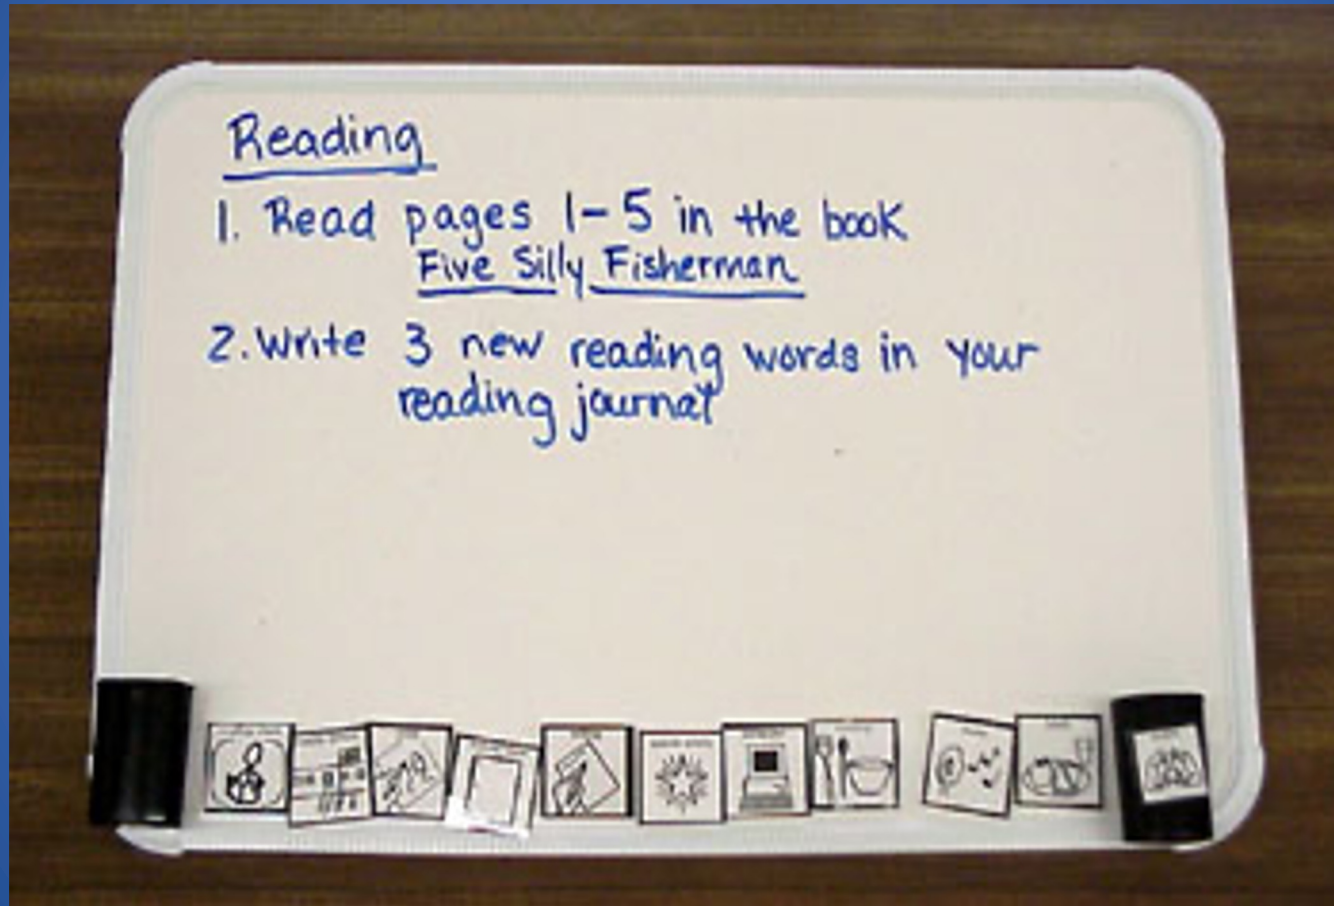 Reading
1. Read pages 1-5 in the book
Five Silly Fisherman
2. Write 3 new reading words in your
reading journal